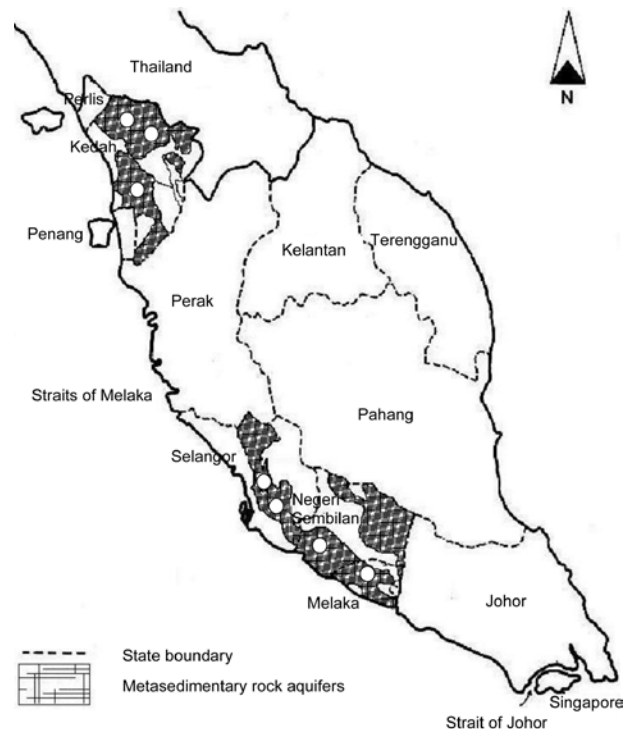 Thailand
N
Perlis
Kedah
Penang
Kelantan
Terengganu
Perak
Straits of Melaka
Pahang
Selangor
Negeri
Sembilan
Melaka
Johor
State boundary
Metasedimentary rock aquifers
Singapore
Strait of Johor